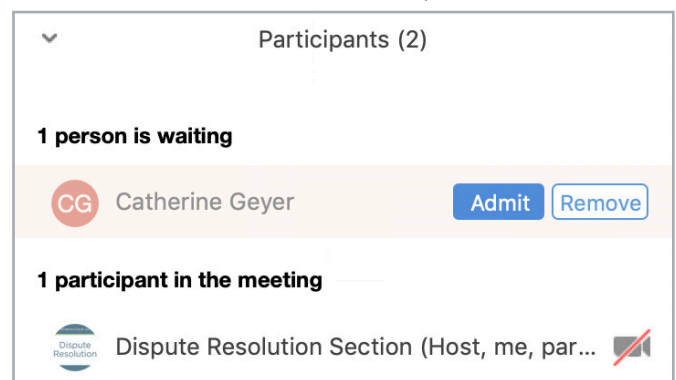 Participants (2)
1 person is waiting
CG Catherine Geyer Admit Remove
1 participant in the meeting
Dispute
Resolution
Dispute Resolution Section (Host, me, par...